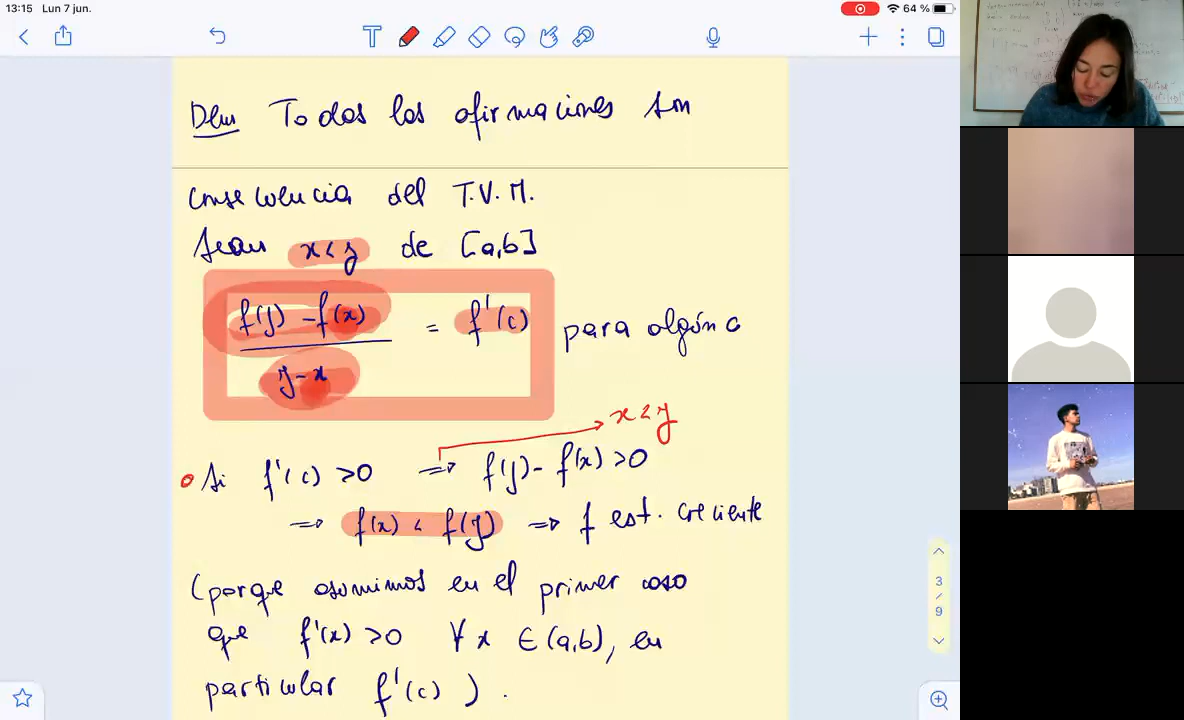 13:15 Lun 7 jun.
64 %
Dem Todas las afirmaciones son
consecuencia del T.V.M.
Sean x < y de [a,b]
f(y) - f(x)
y - x
= f'(c) para algún c
x < y
Si f'(c) > 0 ⇒ f(y) - f(x) > 0
⇒ f(x) < f(y) ⇒ f est. creciente
(porque asumimos en el primer caso
que f'(x) > 0 ∀ x ∈ (a,b), en
particular f'(c) ).
3 / 9